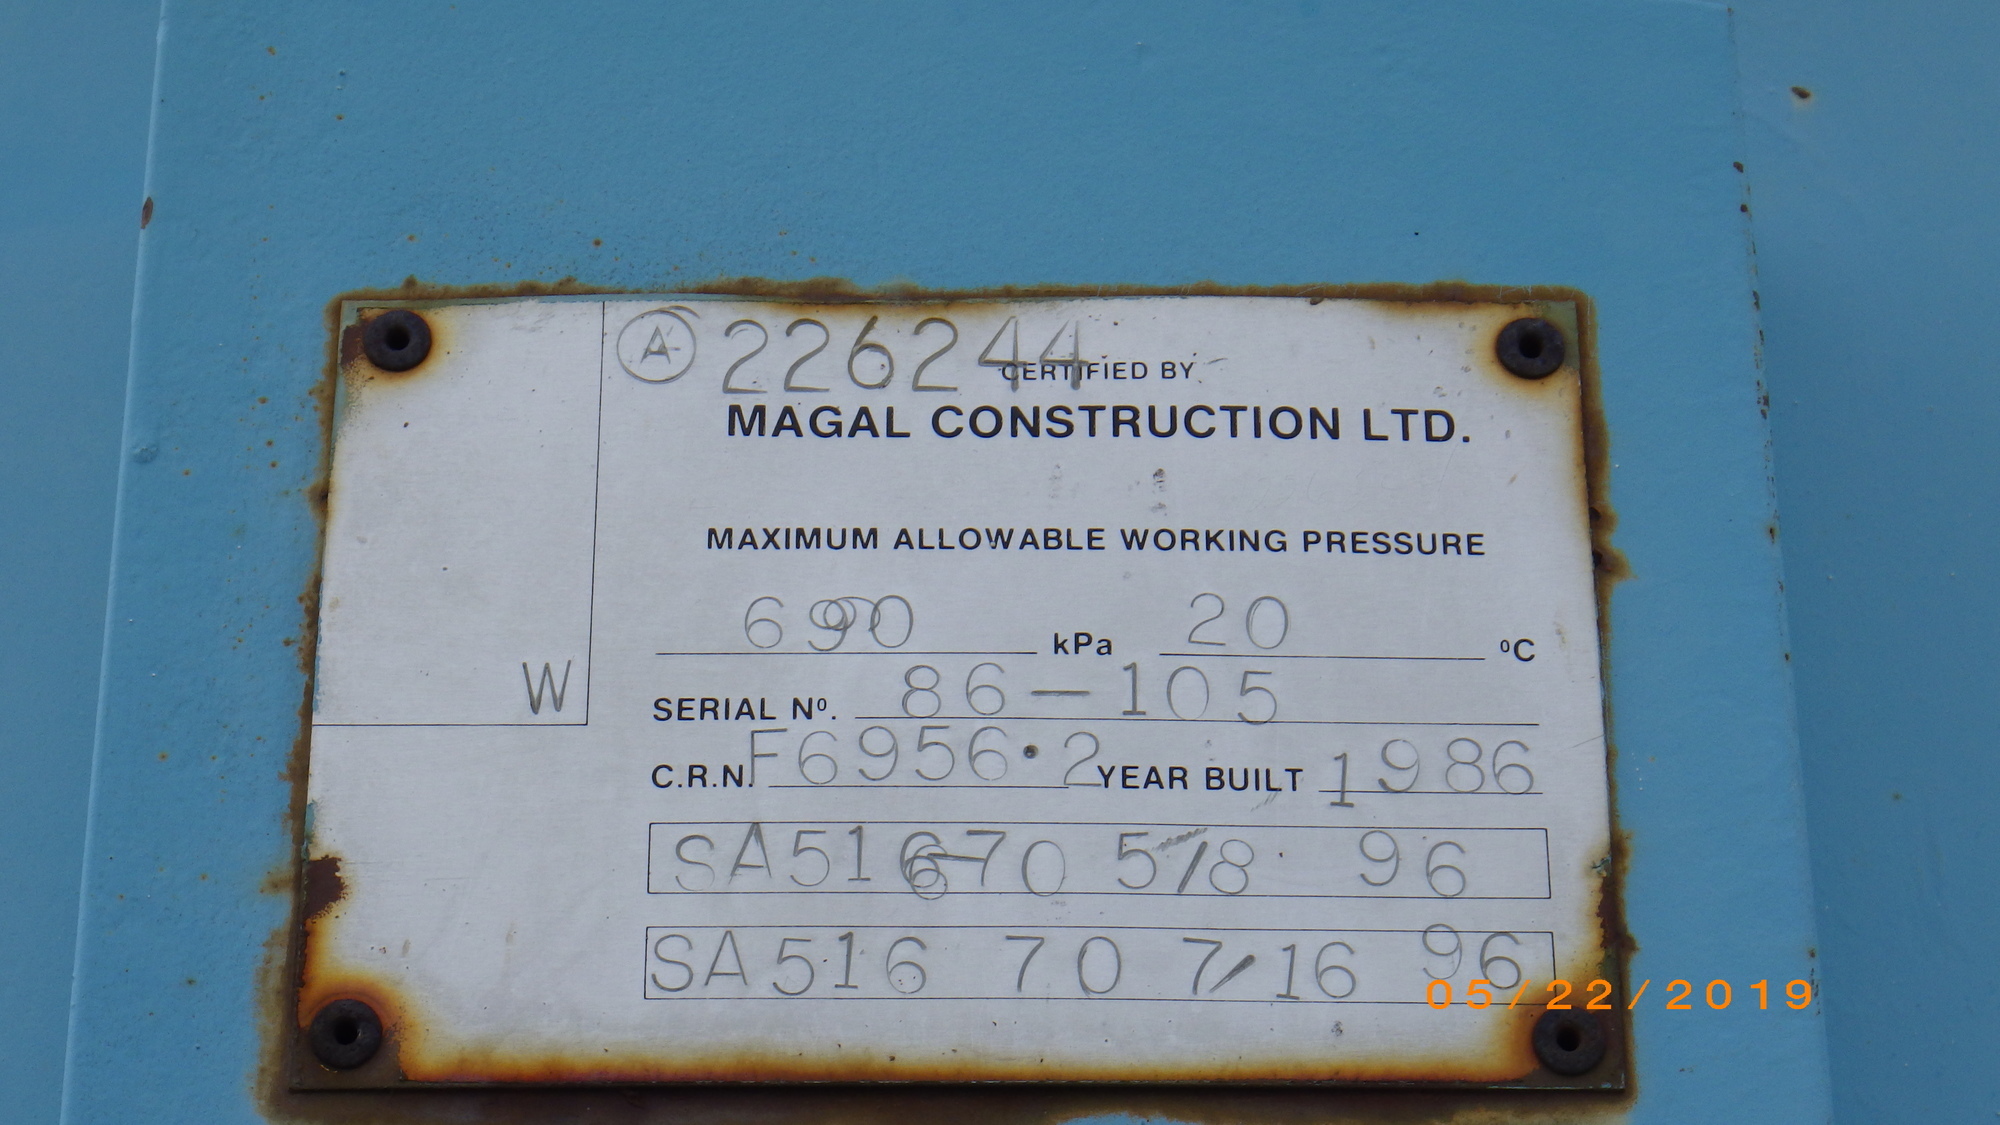 A 226244
CERTIFIED BY
MAGAL CONSTRUCTION LTD.
MAXIMUM ALLOWABLE WORKING PRESSURE
690 kPa 20 ºC
W
SERIAL Nº. 86-105
C.R.N. F6956.2 YEAR BUILT 1986
SA516-70 5/8 96
SA516 70 7/16 96
05/22/2019